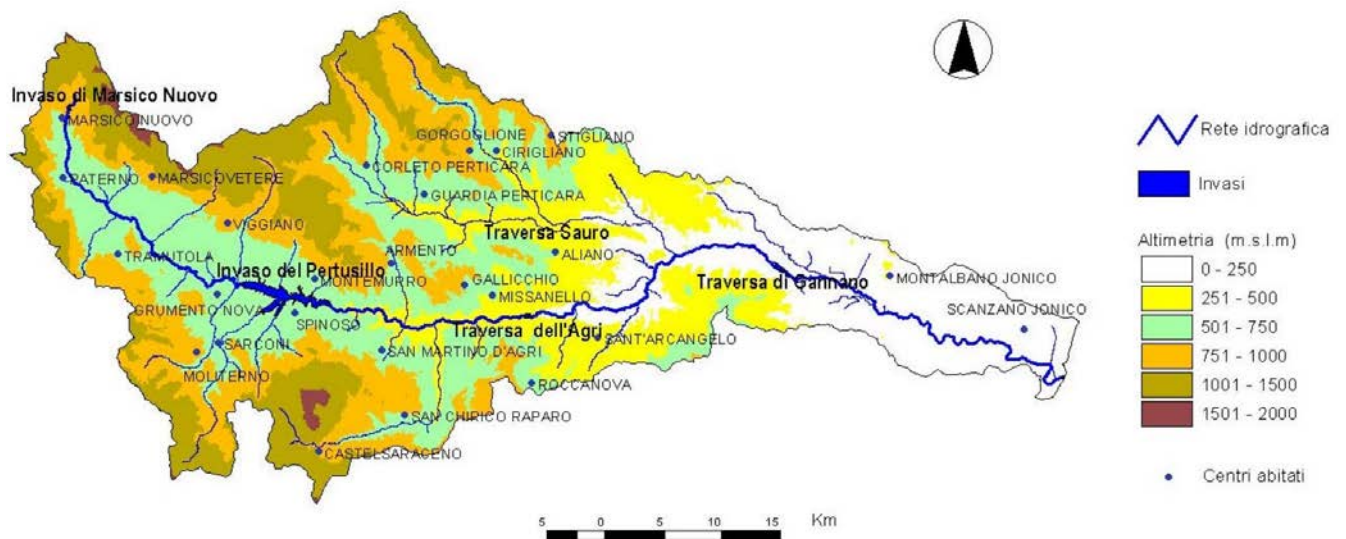 Invaso di Marsico Nuovo
MARSICO NUOVO
PATERNO
MARSICOVETERE
GORGOGLIONE
STIGLIANO
CIRIGLIANO
CORLETO PERTICARA
GUARDIA PERTICARA
VIGGIANO
TRAMUTOLA
Traversa Sauro
ARMENTO
ALIANO
Invaso del Pertusillo
MONTEMURRO
GALLICCHIO
MISSANELLO
Traversa di Gannano
MONTALBANO JONICO
GRUMENTO NOVA
SPINOSO
SCANZANO JONICO
Traversa dell'Agri
SANT'ARCANGELO
SARCONI
SAN MARTINO D'AGRI
MOLITERNO
ROCCANOVA
SAN CHIRICO RAPARO
CASTELSARACENO
Rete idrografica
Invasi
Altimetria (m.s.l.m)
0 - 250
251 - 500
501 - 750
751 - 1000
1001 - 1500
1501 - 2000
Centri abitati
5 0 5 10 15 Km